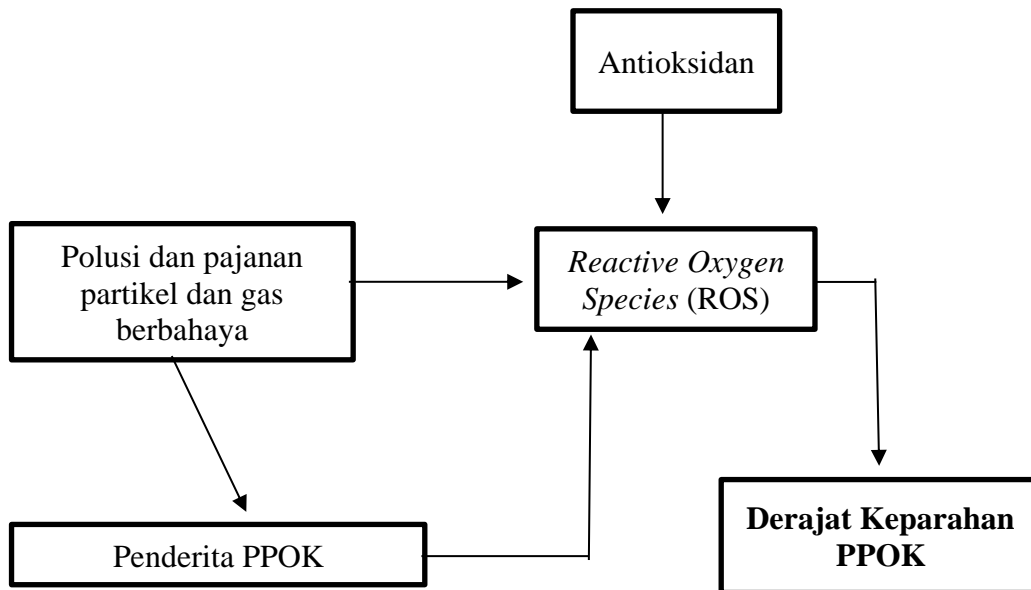 Antioksidan
Polusi dan pajanan
partikel dan gas
berbahaya
Reactive Oxygen
Species (ROS)
Penderita PPOK
Derajat Keparahan
PPOK